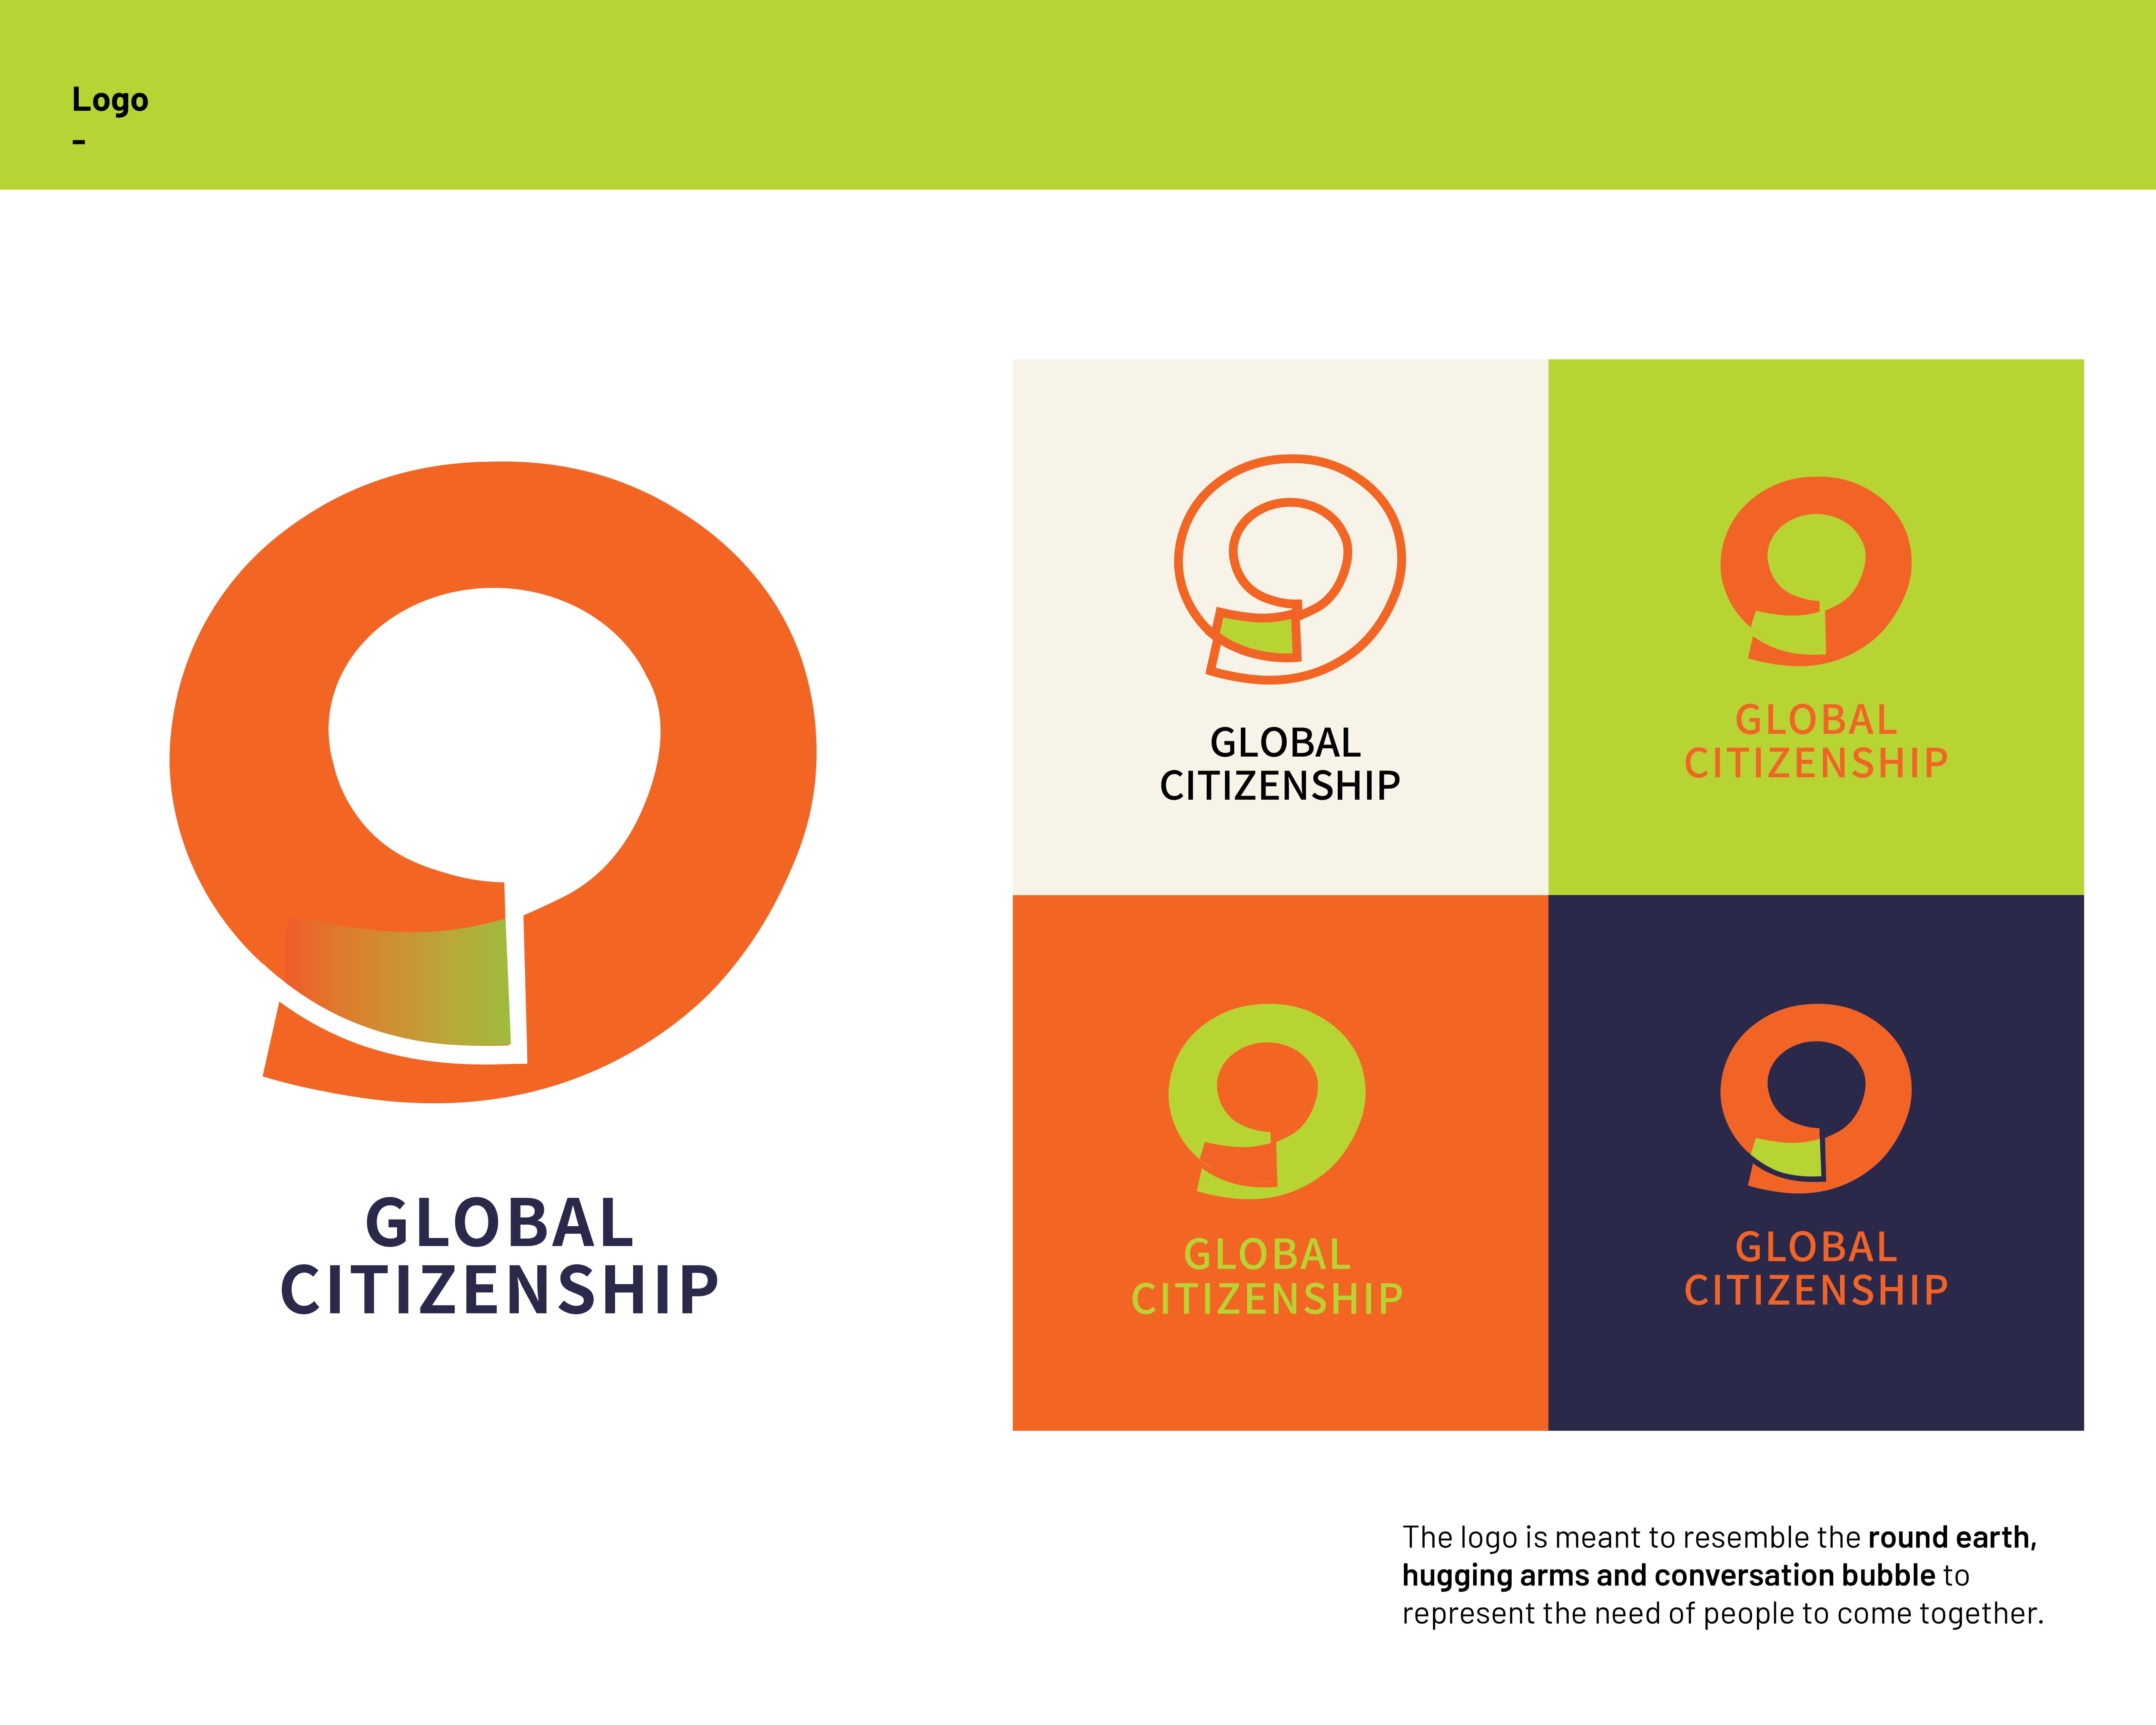 Logo
-
GLOBAL
CITIZENSHIP
GLOBAL
CITIZENSHIP
GLOBAL
CITIZENSHIP
GLOBAL
CITIZENSHIP
GLOBAL
CITIZENSHIP
The logo is meant to resemble the round earth,
hugging arms and conversation bubble to
represent the need of people to come together.